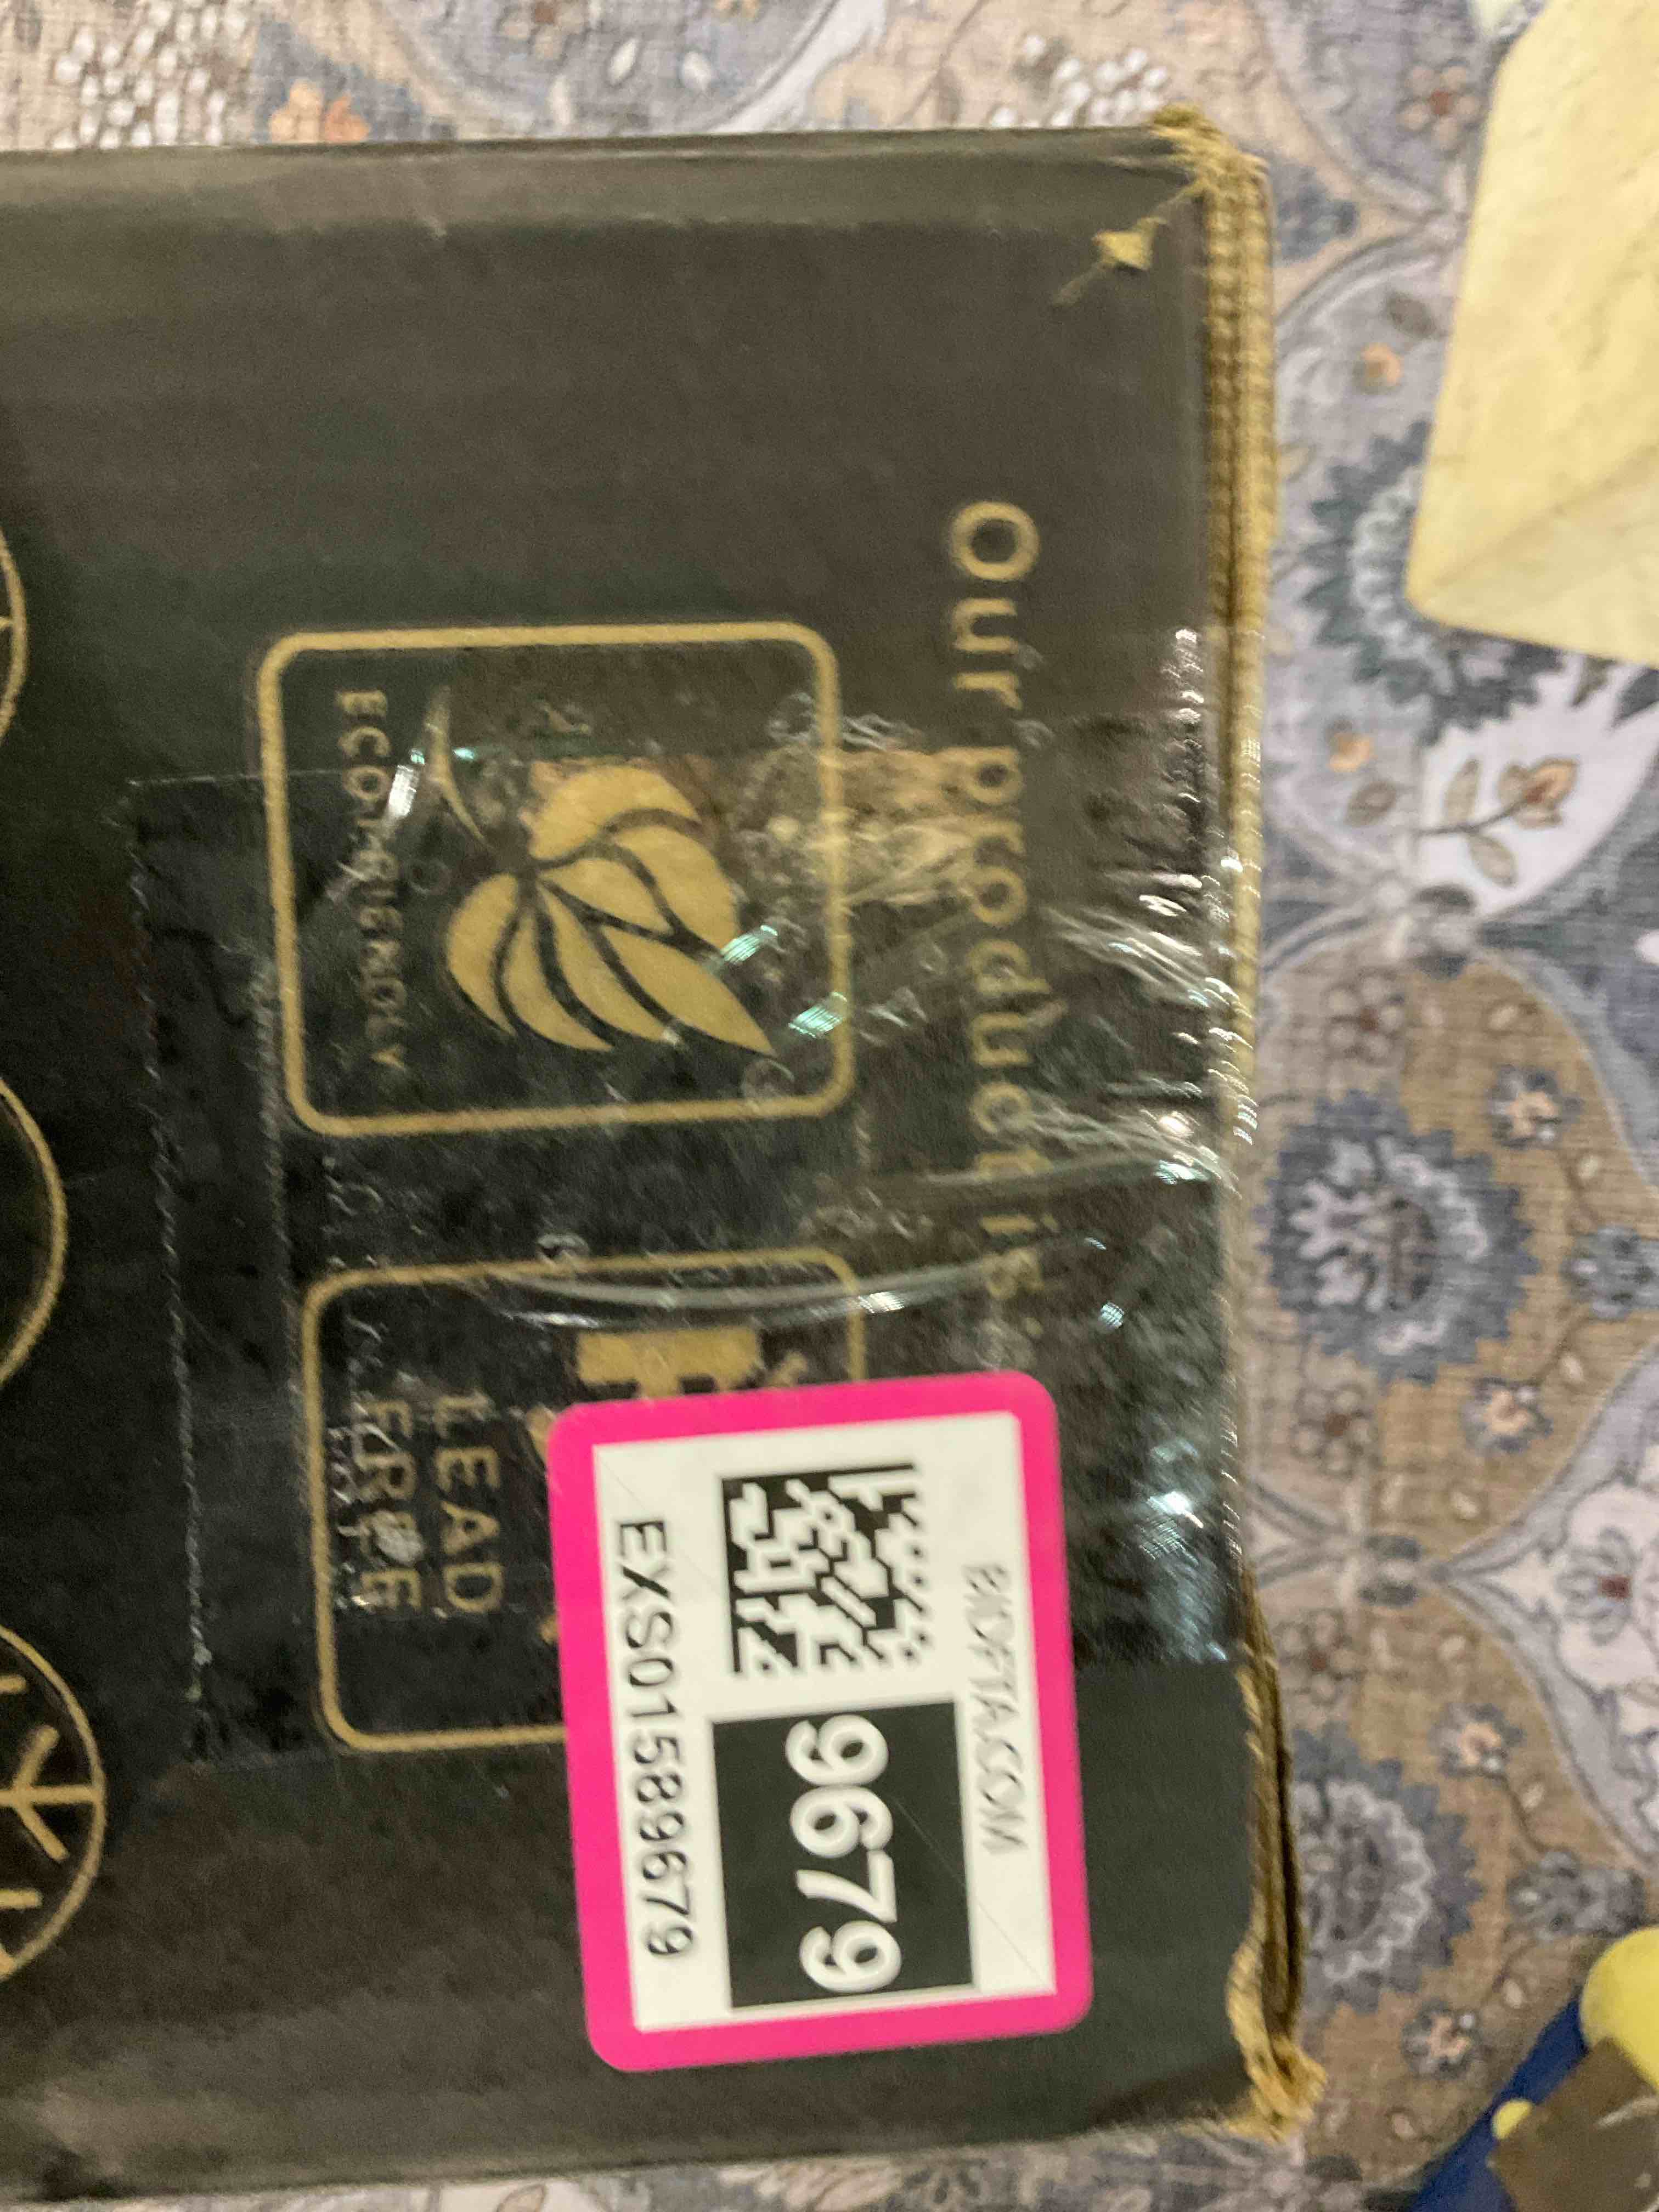 Our product is:
ECO-FRIENDLY
LEAD
FREE
BIDFTA.COM
9679
EXS01589679